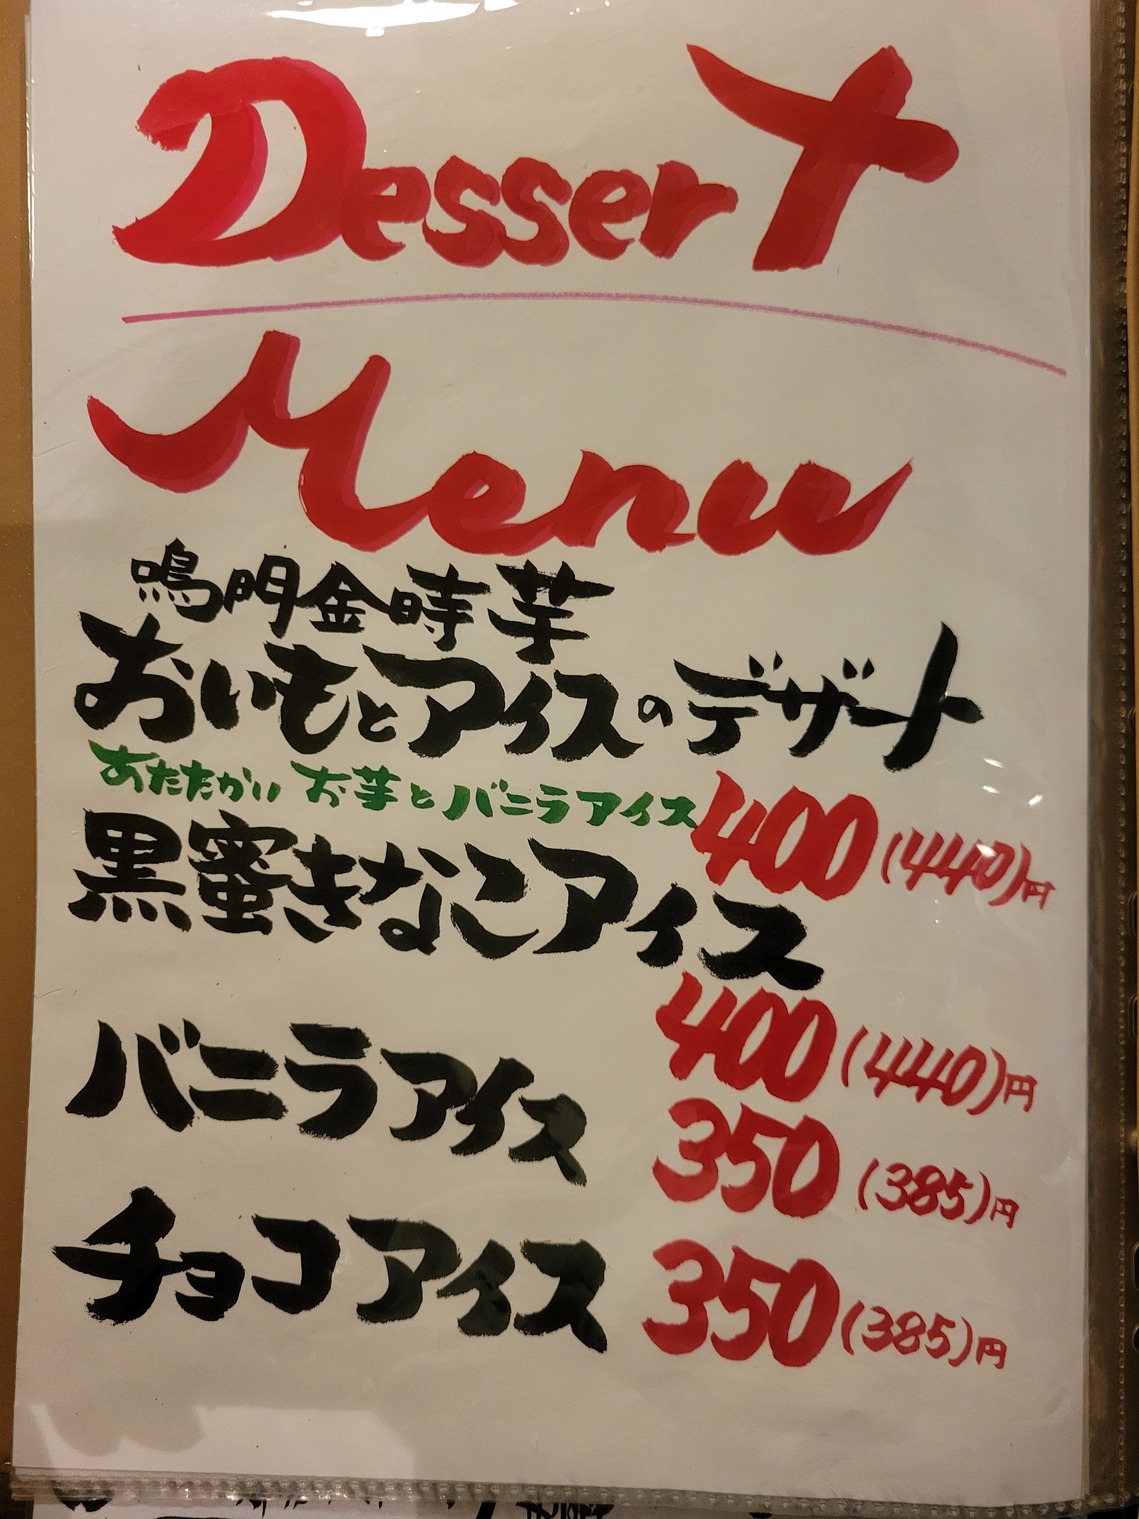 Dessert
Menu
鳴門金時芋
おいもとアイスのデザート
あたたかい お芋とバニラアイス 400(440)円
黒蜜きなこアイス
400(440)円
バニラアイス 350(385)円
チョコアイス 350(385)円